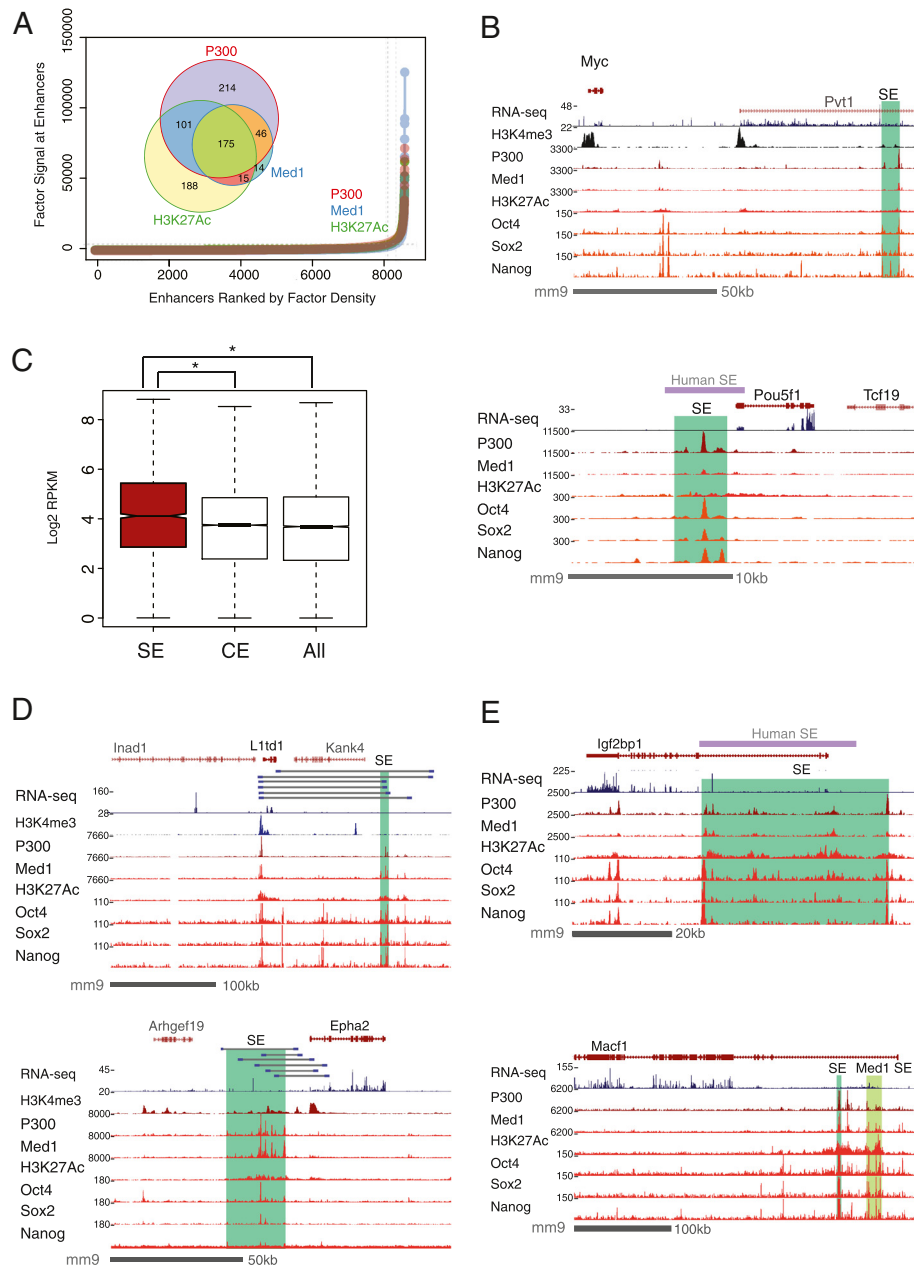 A
Factor Signal at Enhancers
150000
100000
50000
0
P300
214
101
46
175
14
15
188
Med1
H3K27Ac
P300
Med1
H3K27Ac
0
2000
4000
6000
8000
Enhancers Ranked by Factor Density
B
Myc
Pvt1
SE
RNA-seq
48
H3K4me3
22
P300
3300
Med1
3300
H3K27Ac
3300
Oct4
150
Sox2
150
Nanog
150
mm9
50kb
Human SE
SE
Pou5f1
Tcf19
RNA-seq
33
P300
11500
Med1
11500
H3K27Ac
11500
Oct4
300
Sox2
300
Nanog
300
mm9
10kb
C
Log2 RPKM
0
2
4
6
8
*
*
SE
CE
All
D
Inad1
L1td1
Kank4
SE
RNA-seq
160
H3K4me3
28
P300
7660
Med1
7660
H3K27Ac
7660
Oct4
110
Sox2
110
Nanog
110
mm9
100kb
Arhgef19
SE
Epha2
RNA-seq
45
H3K4me3
20
P300
8000
Med1
8000
H3K27Ac
8000
Oct4
180
Sox2
180
Nanog
180
mm9
50kb
E
Igf2bp1
Human SE
SE
RNA-seq
225
P300
2500
Med1
H3K27Ac
2500
Oct4
110
Sox2
Nanog
110
mm9
20kb
Macf1
SE
Med1 SE
RNA-seq
155
P300
6200
Med1
6200
H3K27Ac
6200
Oct4
150
Sox2
Nanog
150
mm9
100kb